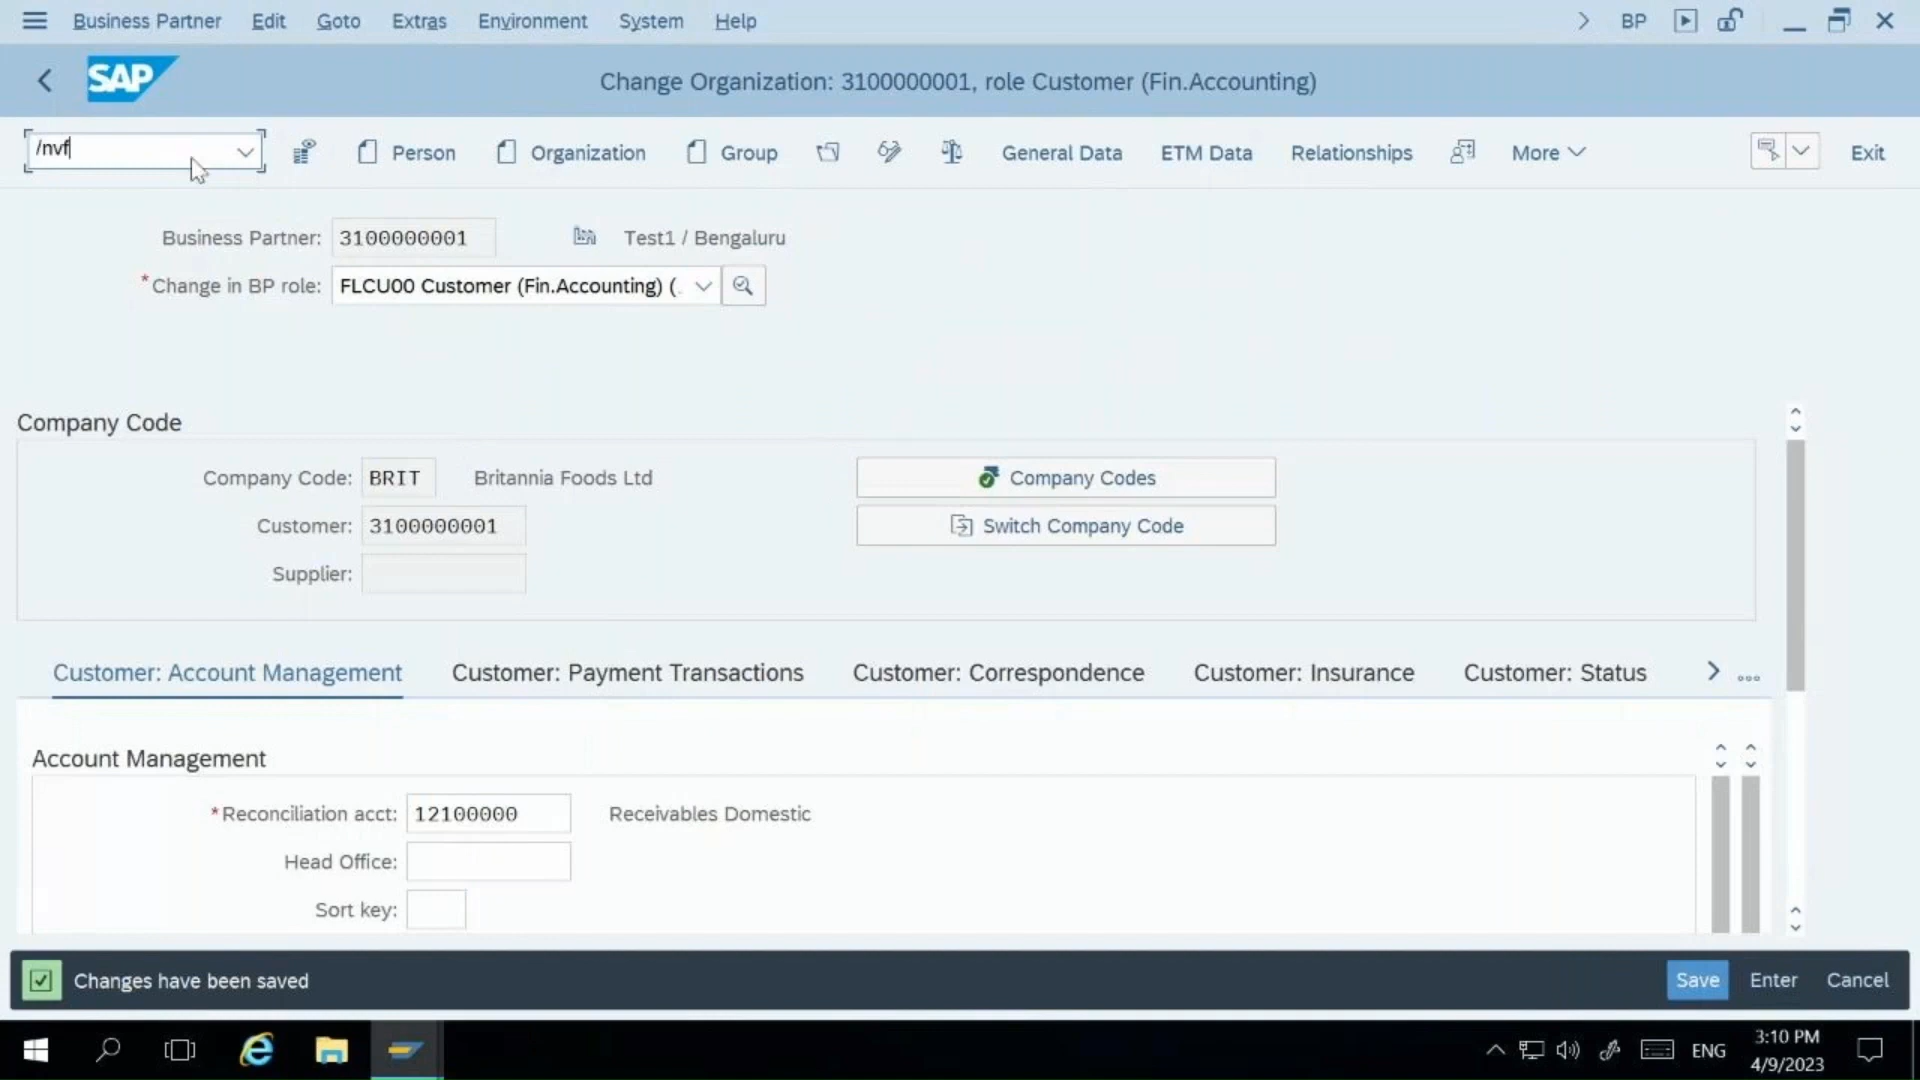 Business Partner Edit Goto Extras Environment System Help BP
SAP Change Organization: 3100000001, role Customer (Fin.Accounting)
/nvf Person Organization Group General Data ETM Data Relationships More Exit
Business Partner: 3100000001 Test1 / Bengaluru
*Change in BP role: FLCU00 Customer (Fin.Accounting) (
Company Code
Company Code: BRIT Britannia Foods Ltd Company Codes
Customer: 3100000001 Switch Company Code
Supplier:
Customer: Account Management Customer: Payment Transactions Customer: Correspondence Customer: Insurance Customer: Status
Account Management
*Reconciliation acct: 12100000 Receivables Domestic
Head Office:
Sort key:
Changes have been saved Save Enter Cancel
ENG 3:10 PM
4/9/2023